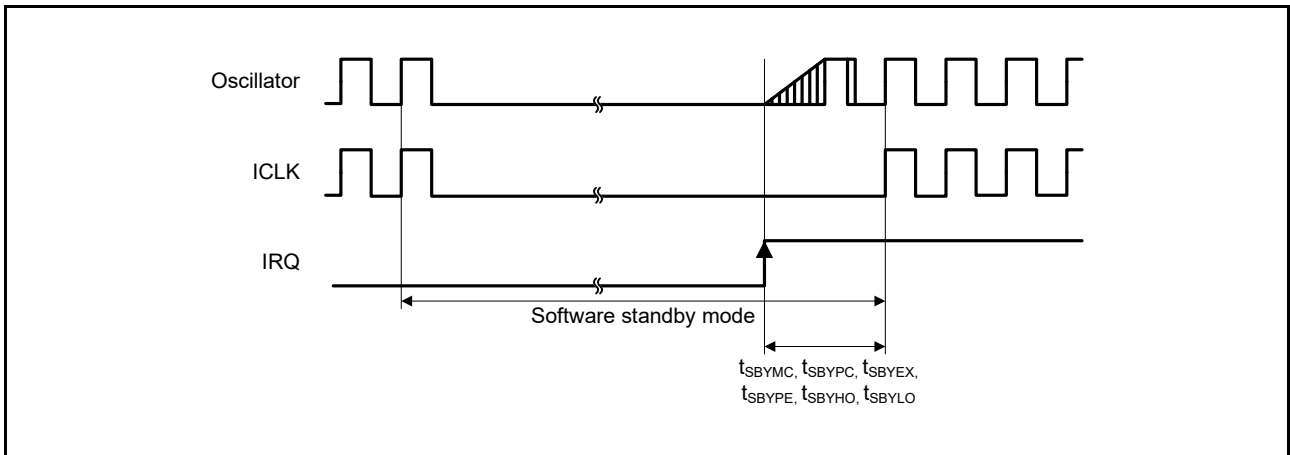 Oscillator
ICLK
IRQ
Software standby mode
tSBYMC, tSBYPC, tSBYEX,
tSBYPE, tSBYHO, tSBYLO